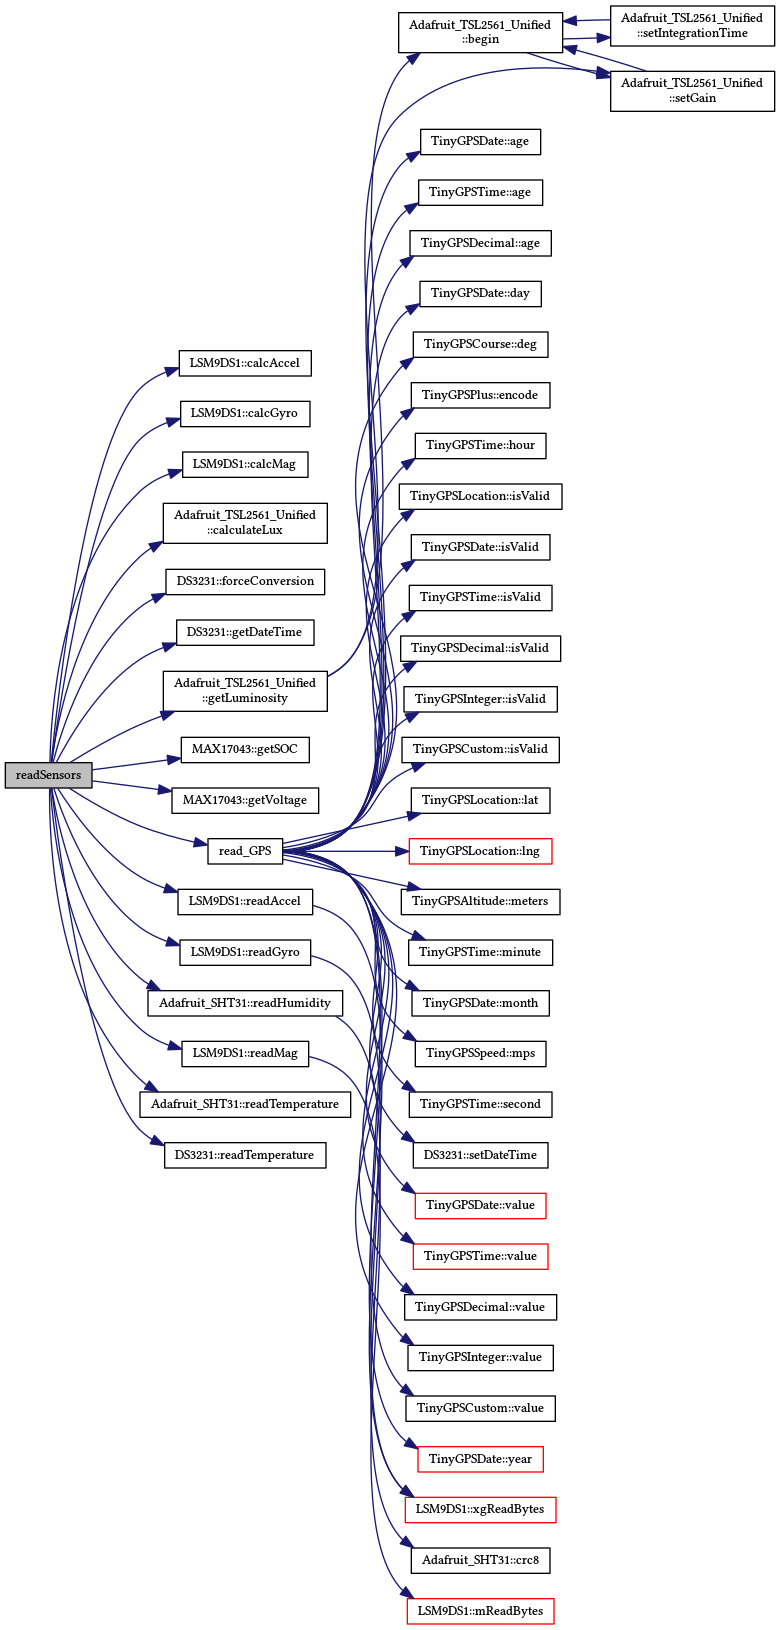 Adafruit_TSL2561_Unified
::begin
Adafruit_TSL2561_Unified
::setIntegrationTime
Adafruit_TSL2561_Unified
::setGain
TinyGPSDate::age
TinyGPSTime::age
TinyGPSDecimal::age
TinyGPSDate::day
TinyGPSCourse::deg
TinyGPSPlus::encode
TinyGPSTime::hour
TinyGPSLocation::isValid
TinyGPSDate::isValid
TinyGPSTime::isValid
TinyGPSDecimal::isValid
TinyGPSInteger::isValid
TinyGPSCustom::isValid
TinyGPSLocation::lat
TinyGPSLocation::lng
TinyGPSAltitude::meters
TinyGPSTime::minute
TinyGPSDate::month
TinyGPSSpeed::mps
TinyGPSTime::second
DS3231::setDateTime
TinyGPSDate::value
TinyGPSTime::value
TinyGPSDecimal::value
TinyGPSInteger::value
TinyGPSCustom::value
TinyGPSDate::year
LSM9DS1::xgReadBytes
Adafruit_SHT31::crc8
LSM9DS1::mReadBytes
LSM9DS1::calcAccel
LSM9DS1::calcGyro
LSM9DS1::calcMag
Adafruit_TSL2561_Unified
::calculateLux
DS3231::forceConversion
DS3231::getDateTime
Adafruit_TSL2561_Unified
::getLuminosity
MAX17043::getSOC
MAX17043::getVoltage
read_GPS
LSM9DS1::readAccel
LSM9DS1::readGyro
Adafruit_SHT31::readHumidity
LSM9DS1::readMag
Adafruit_SHT31::readTemperature
DS3231::readTemperature
readSensors